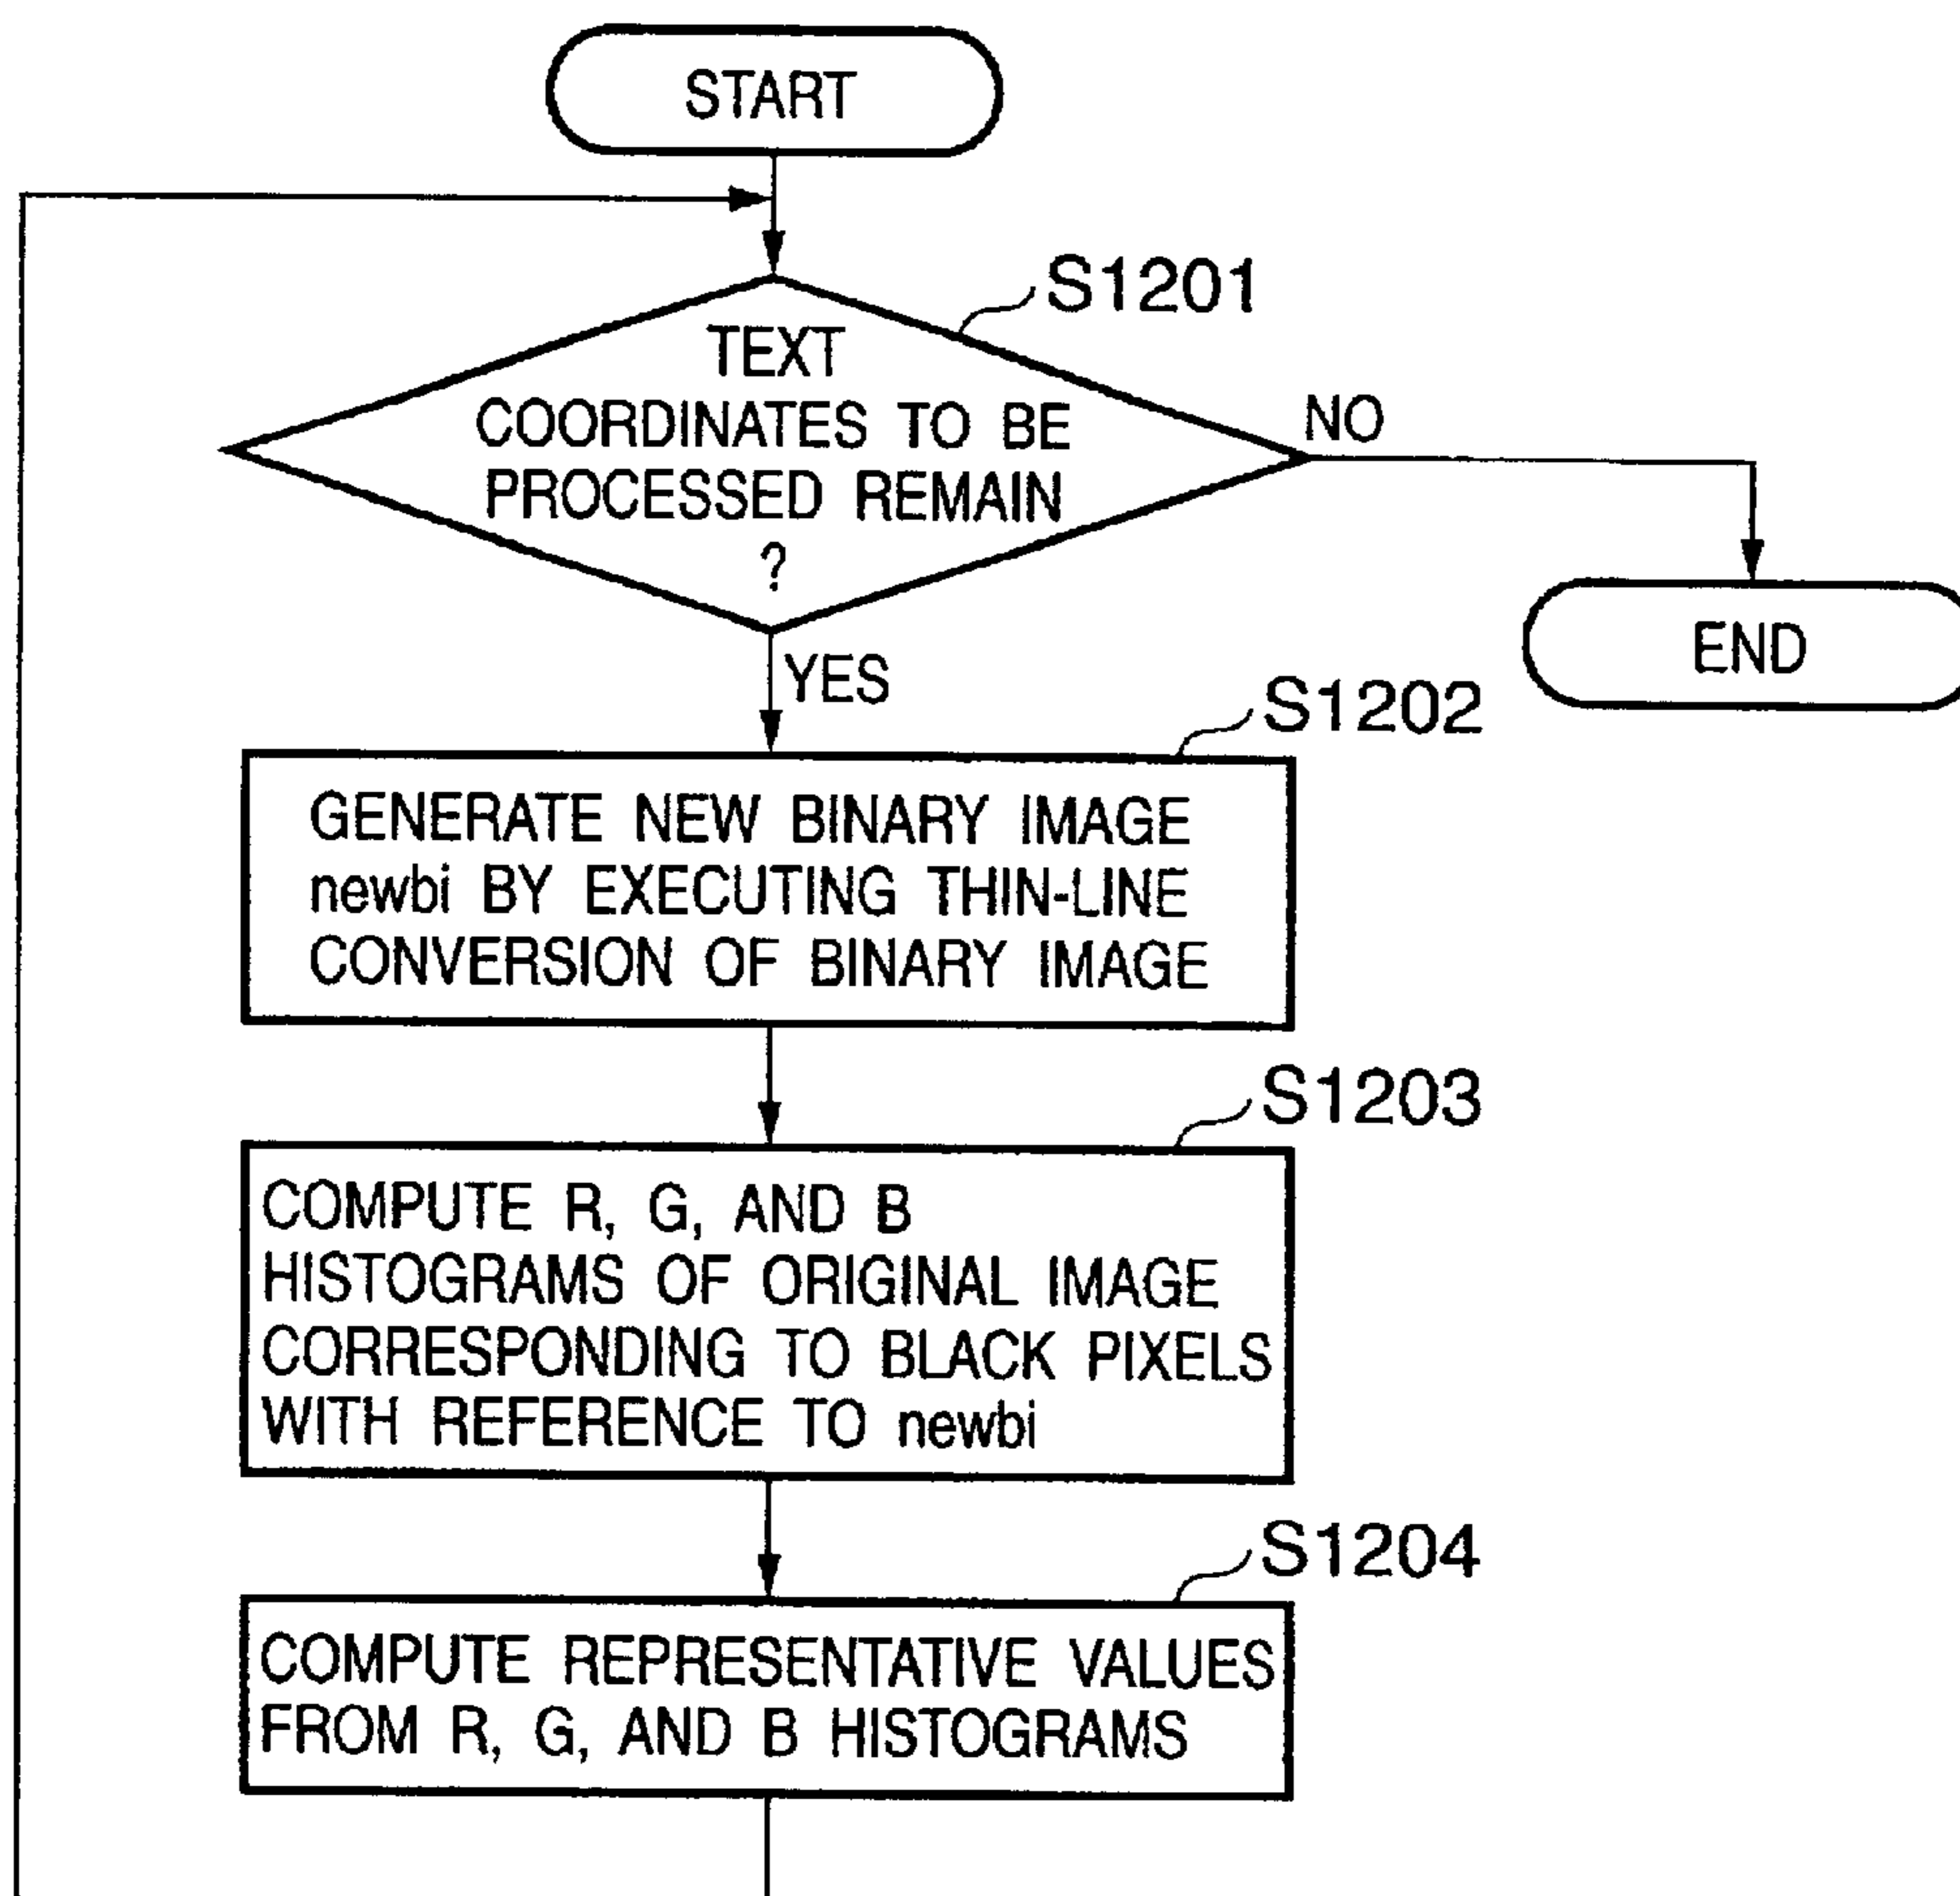 START
S1201
TEXT
COORDINATES TO BE
PROCESSED REMAIN
?
NO
END
YES
S1202
GENERATE NEW BINARY IMAGE
newbi BY EXECUTING THIN-LINE
CONVERSION OF BINARY IMAGE
S1203
COMPUTE R, G, AND B
HISTOGRAMS OF ORIGINAL IMAGE
CORRESPONDING TO BLACK PIXELS
WITH REFERENCE TO newbi
S1204
COMPUTE REPRESENTATIVE VALUES
FROM R, G, AND B HISTOGRAMS